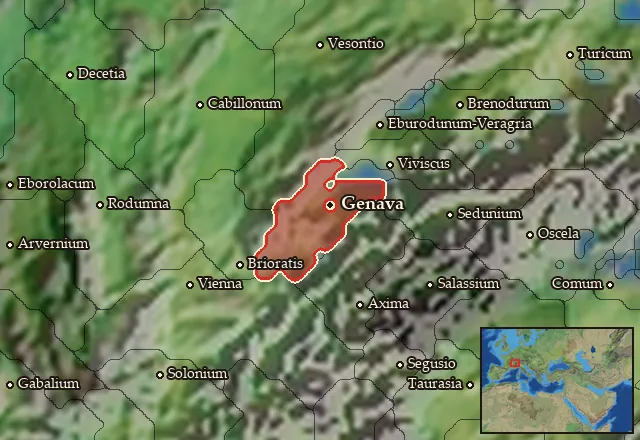 Vesontio
Turicum
Decetia
Cabillonum
Brenodurum
Eburodunum-Veragria
Viviscus
Eborolacum
Rodumna
Genava
Sedunium
Oscela
Arvernium
Brioratis
Vienna
Salassium
Comum
Axima
Segusio
Solonium
Gabalium
Taurasia